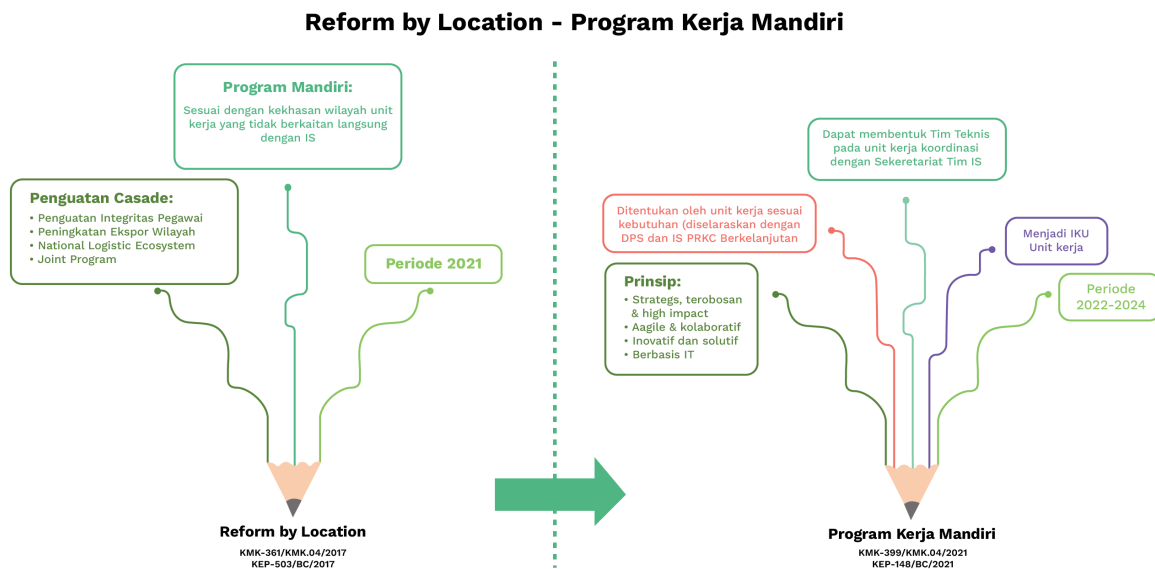 Reform by Location - Program Kerja Mandiri
Program Mandiri:
Sesuai dengan kekhasan wilayah unit
kerja yang tidak berkaitan langsung
dengan IS
Penguatan Casade:
• Penguatan Integritas Pegawai
• Peningkatan Ekspor Wilayah
• National Logistic Ecosystem
• Joint Program
Periode 2021
Reform by Location
KMK-361/KMK.04/2017
KEP-503/BC/2017
Dapat membentuk Tim Teknis
pada unit kerja koordinasi
dengan Sekeretariat Tim IS
Ditentukan oleh unit kerja sesuai
kebutuhan (diselaraskan dengan
DPS dan IS PRKC Berkelanjutan
Menjadi IKU
Unit kerja
Prinsip:
• Strategs, terobosan
& high impact
• Aagile & kolaboratif
• Inovatif dan solutif
• Berbasis IT
Periode
2022-2024
Program Kerja Mandiri
KMK-399/KMK.04/2021
KEP-148/BC/2021